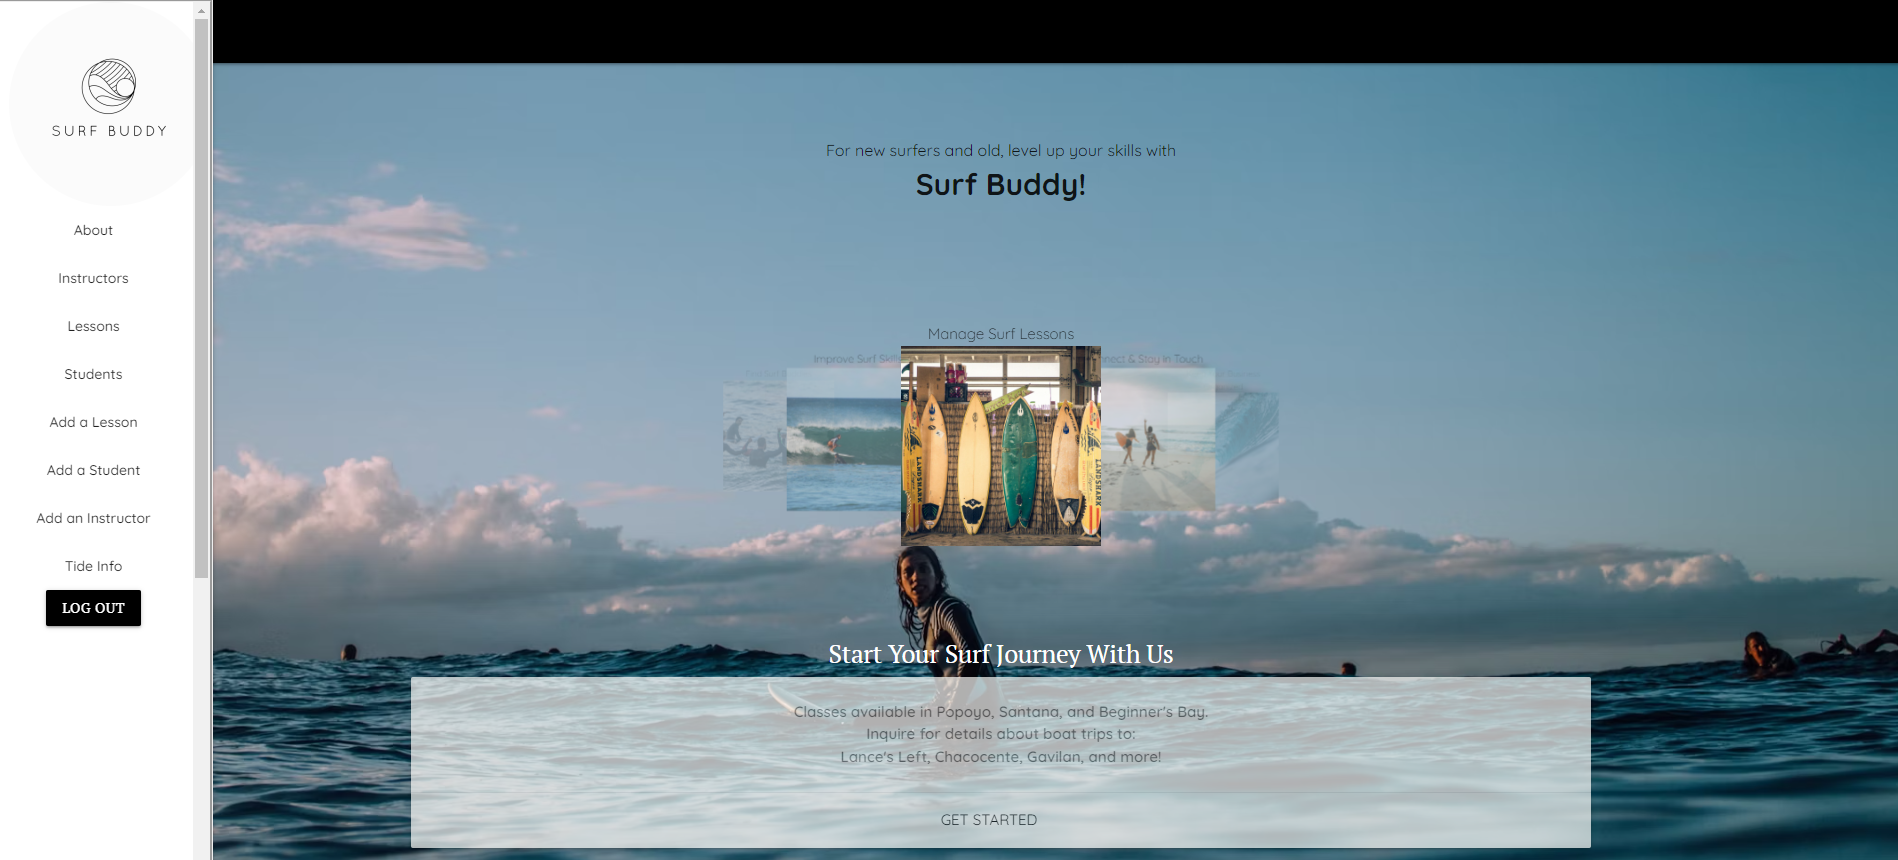 SURF BUDDY
About
Instructors
Lessons
Students
Add a Lesson
Add a Student
Add an Instructor
Tide Info
LOG OUT
For new surfers and old, level up your skills with
Surf Buddy!
Manage Surf Lessons
Improve Surf
& Stay In Touch
LANDSHARK
LANDSHARK
Start Your Surf Journey With Us
Classes available in Popoyo, Santana, and Beginner's Bay.
Inquire for details about boat trips to:
Lance's Left, Chacocente, Gavilan, and more!
GET STARTED